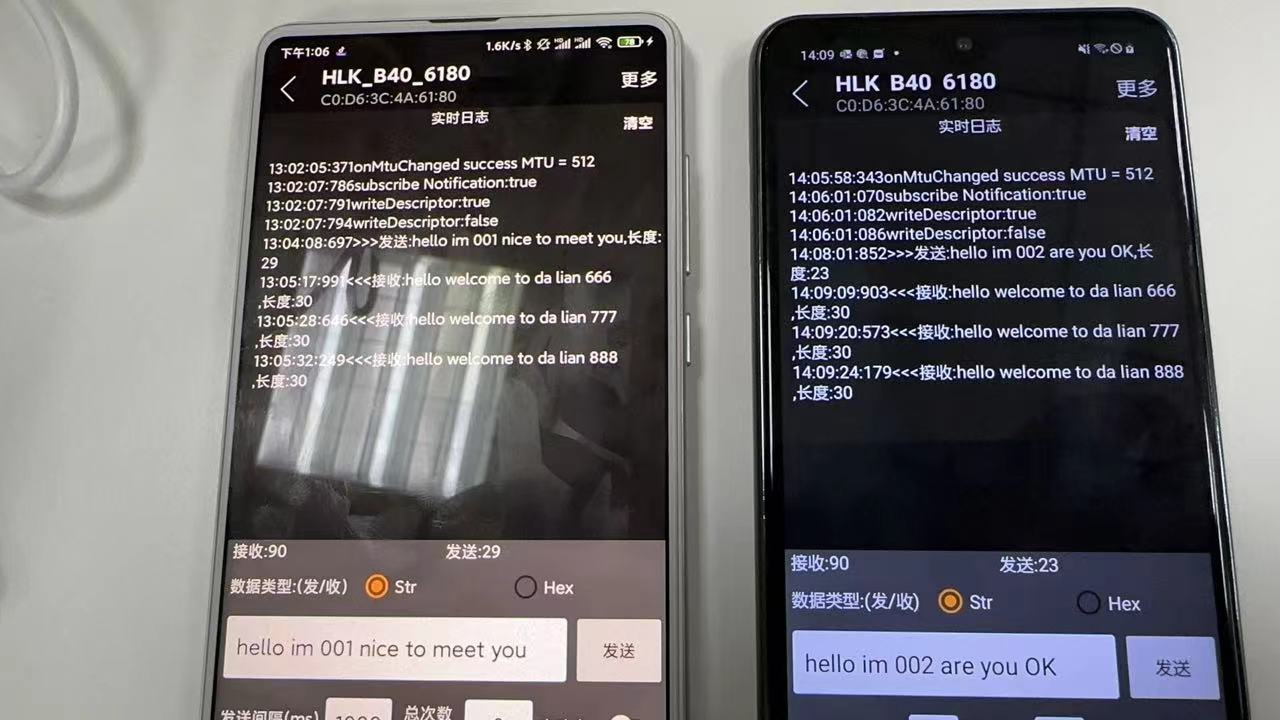 下午1:06
1.6K/s
78
HLK_B40_6180
更多
C0:D6:3C:4A:61:80
实时日志
清空
13:02:05:371onMtuChanged success MTU = 512
13:02:07:786subscribe Notification:true
13:02:07:791writeDescriptor:true
13:02:07:794writeDescriptor:false
13:04:08:697>>>发送:hello im 001 nice to meet you,长度:
29
13:05:17:991<<<接收:hello welcome to da lian 666
,长度:30
13:05:28:646<<<接收:hello welcome to da lian 777
,长度:30
13:05:32:249<<<接收:hello welcome to da lian 888
,长度:30
接收:90
发送:29
数据类型:(发/收)
Str
Hex
hello im 001 nice to meet you
发送
发送间隔(ms)
1000
总次数
14:09
HLK_B40_6180
更多
C0:D6:3C:4A:61:80
实时日志
清空
14:05:58:343onMtuChanged success MTU = 512
14:06:01:070subscribe Notification:true
14:06:01:082writeDescriptor:true
14:06:01:086writeDescriptor:false
14:08:01:852>>>发送:hello im 002 are you OK,长
度:23
14:09:09:903<<<接收:hello welcome to da lian 666
,长度:30
14:09:20:573<<<接收:hello welcome to da lian 777
,长度:30
14:09:24:179<<<接收:hello welcome to da lian 888
,长度:30
接收:90
发送:23
数据类型:(发/收)
Str
Hex
hello im 002 are you OK
发送